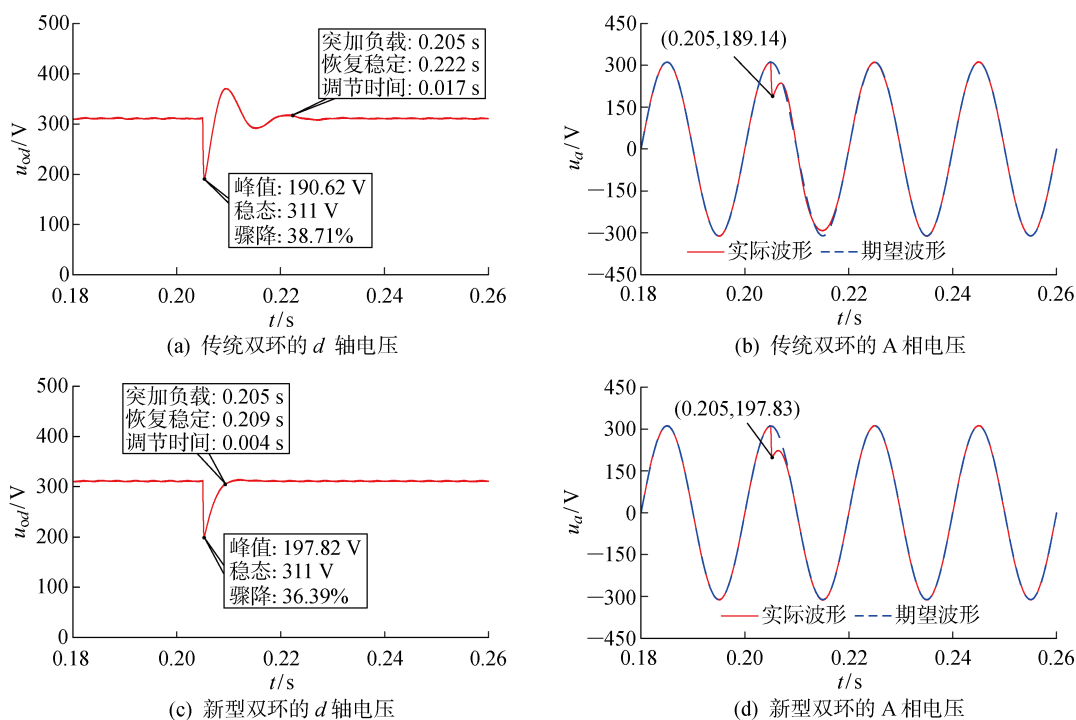 500
400
300
200
100
0
u_od/V
突加负载: 0.205 s
恢复稳定: 0.222 s
调节时间: 0.017 s
峰值: 190.62 V
稳态: 311 V
骤降: 38.71%
0.18 0.20 0.22 0.24 0.26
t/s
(a) 传统双环的 d 轴电压
450
300
150
0
−150
−300
−450
u_a/V
(0.205,189.14)
实际波形 期望波形
0.18 0.20 0.22 0.24 0.26
t/s
(b) 传统双环的 A 相电压
500
400
300
200
100
0
u_od/V
突加负载: 0.205 s
恢复稳定: 0.209 s
调节时间: 0.004 s
峰值: 197.82 V
稳态: 311 V
骤降: 36.39%
0.18 0.20 0.22 0.24 0.26
t/s
(c) 新型双环的 d 轴电压
450
300
150
0
−150
−300
−450
u_a/V
(0.205,197.83)
实际波形 期望波形
0.18 0.20 0.22 0.24 0.26
t/s
(d) 新型双环的 A 相电压